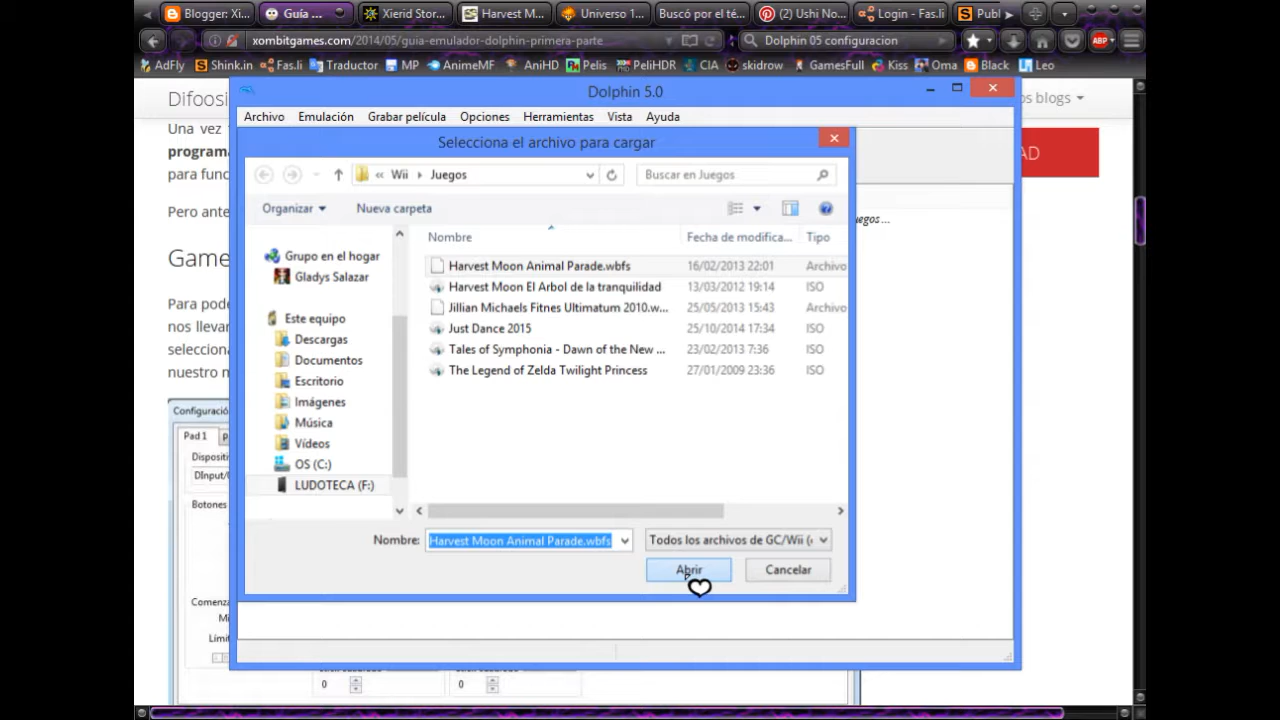 Blogger: Xi...
Guía ...
Xierid Stor...
Harvest M...
Universo 1...
Buscó por el té...
(2) Ushi No...
Login - Fas.li
Publ
xombitgames.com/2014/05/guia-emulador-dolphin-primera-parte
Dolphin 05 configuracion
ABP
AdFly
Shink.in
Fas.li
Traductor
MP
AnimeMF
AniHD
Pelis
PeliHDR
CIA
skidrow
GamesFull
Kiss
Oma
Black
Leo
Difoosi
os blogs
Una vez
programa
para func
AD
Pero ante
Game
Para pode
nos llevar
selecciona
nuestro m
Configuració
Pad 1
Disposit
DInput/
Botones
Comenza
Mi
Límit
0
0
Dolphin 5.0
Archivo
Emulación
Grabar película
Opciones
Herramientas
Vista
Ayuda
uegos ...
Selecciona el archivo para cargar
« Wii
Juegos
Buscar en Juegos
Organizar
Nueva carpeta
Nombre
Fecha de modifica...
Tipo
Grupo en el hogar
Gladys Salazar
Este equipo
Descargas
Documentos
Escritorio
Imágenes
Música
Vídeos
OS (C:)
LUDOTECA (F:)
Harvest Moon Animal Parade.wbfs 16/02/2013 22:01 Archivo
Harvest Moon El Arbol de la tranquilidad 13/03/2012 19:14 ISO
Jillian Michaels Fitnes Ultimatum 2010.w... 25/05/2013 15:43 Archivo
Just Dance 2015 25/10/2014 17:34 ISO
Tales of Symphonia - Dawn of the New ... 23/02/2013 7:36 ISO
The Legend of Zelda Twilight Princess 27/01/2009 23:36 ISO
Nombre:
Harvest Moon Animal Parade.wbfs
Todos los archivos de GC/Wii (
Abrir
Cancelar